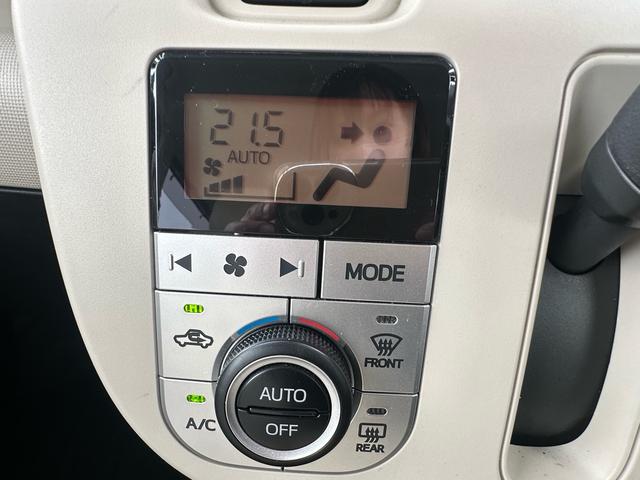 21.5
AUTO
MODE
FRONT
AUTO
OFF
A/C
REAR